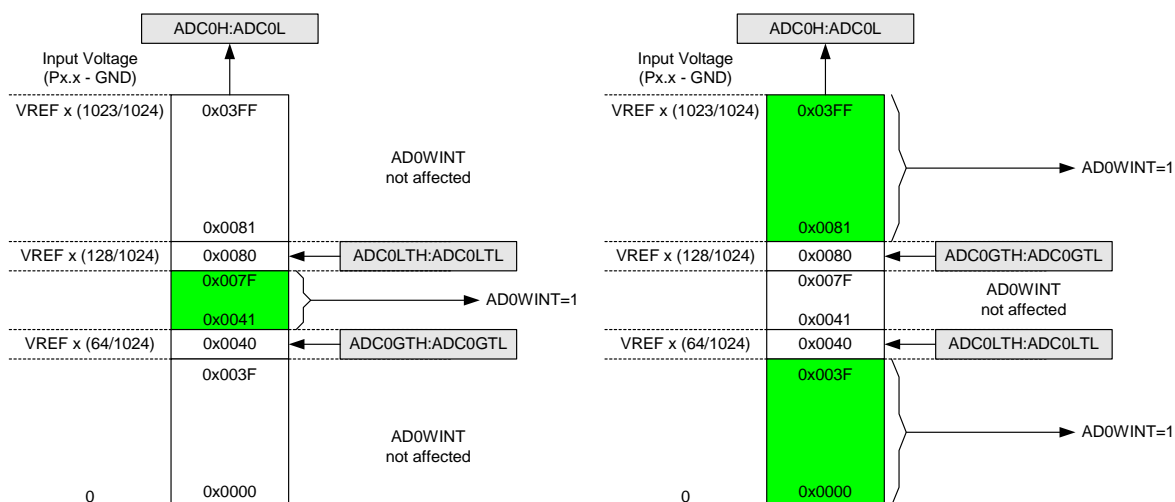 ADC0H:ADC0L
Input Voltage
(Px.x - GND)
VREF x (1023/1024)
0x03FF
AD0WINT
not affected
0x0081
VREF x (128/1024)
0x0080
ADC0LTH:ADC0LTL
0x007F
AD0WINT=1
0x0041
VREF x (64/1024)
0x0040
ADC0GTH:ADC0GTL
0x003F
AD0WINT
not affected
0
0x0000
ADC0H:ADC0L
Input Voltage
(Px.x - GND)
VREF x (1023/1024)
0x03FF
AD0WINT=1
0x0081
VREF x (128/1024)
0x0080
ADC0GTH:ADC0GTL
0x007F
AD0WINT
not affected
0x0041
VREF x (64/1024)
0x0040
ADC0LTH:ADC0LTL
0x003F
AD0WINT=1
0
0x0000